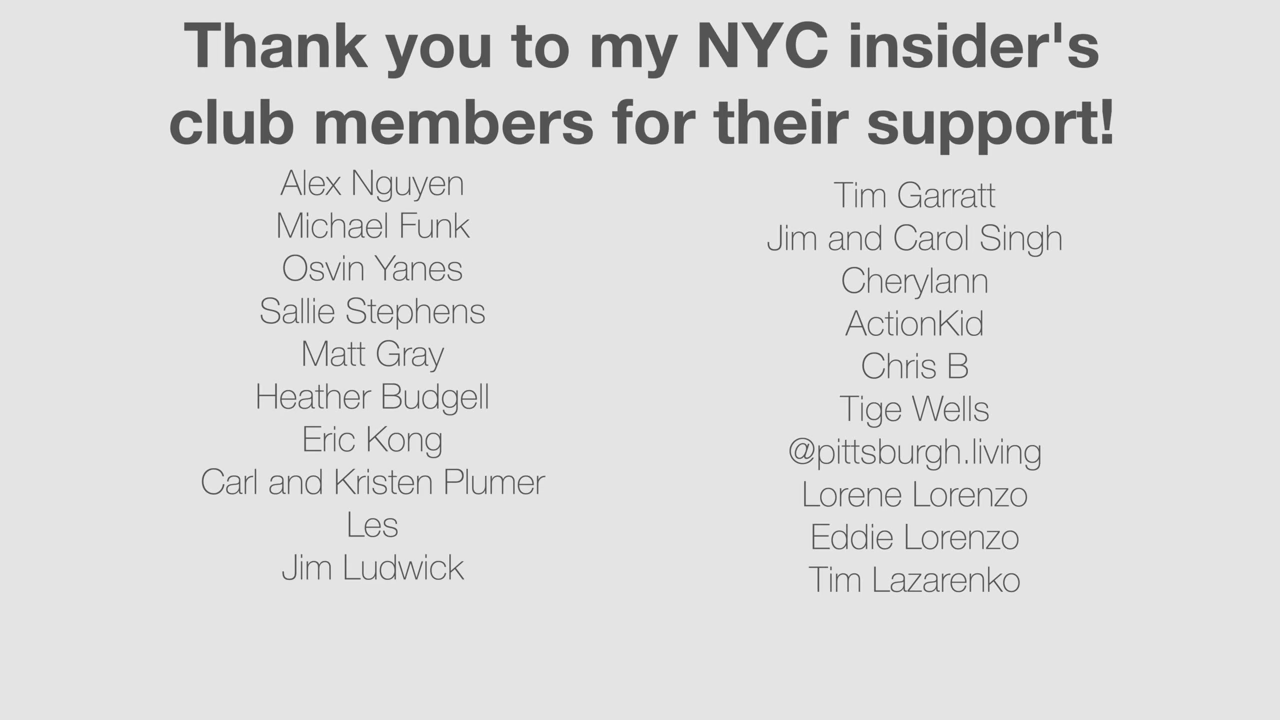 Thank you to my NYC insider's
club members for their support!
Alex Nguyen
Michael Funk
Osvin Yanes
Sallie Stephens
Matt Gray
Heather Budgell
Eric Kong
Carl and Kristen Plumer
Les
Jim Ludwick
Tim Garratt
Jim and Carol Singh
Cherylann
ActionKid
Chris B
Tige Wells
@pittsburgh.living
Lorene Lorenzo
Eddie Lorenzo
Tim Lazarenko